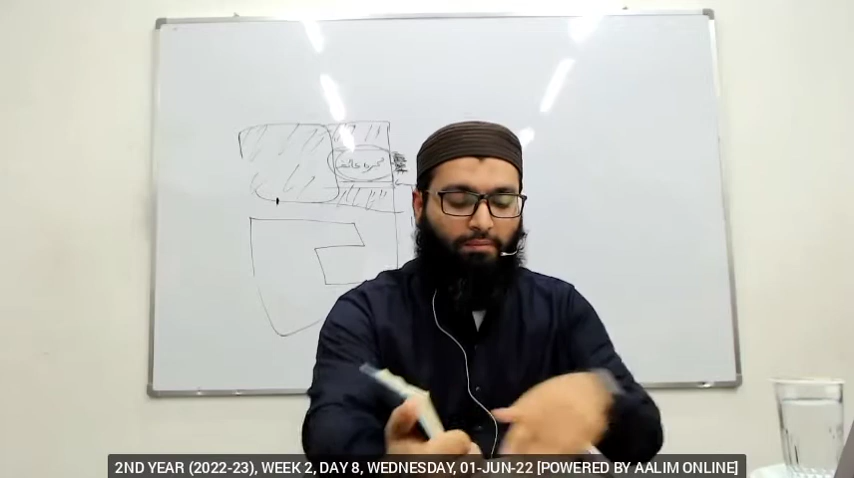 2ND YEAR (2022-23), WEEK 2, DAY 8, WEDNESDAY, 01-JUN-22 [POWERED BY AALIM ONLINE]